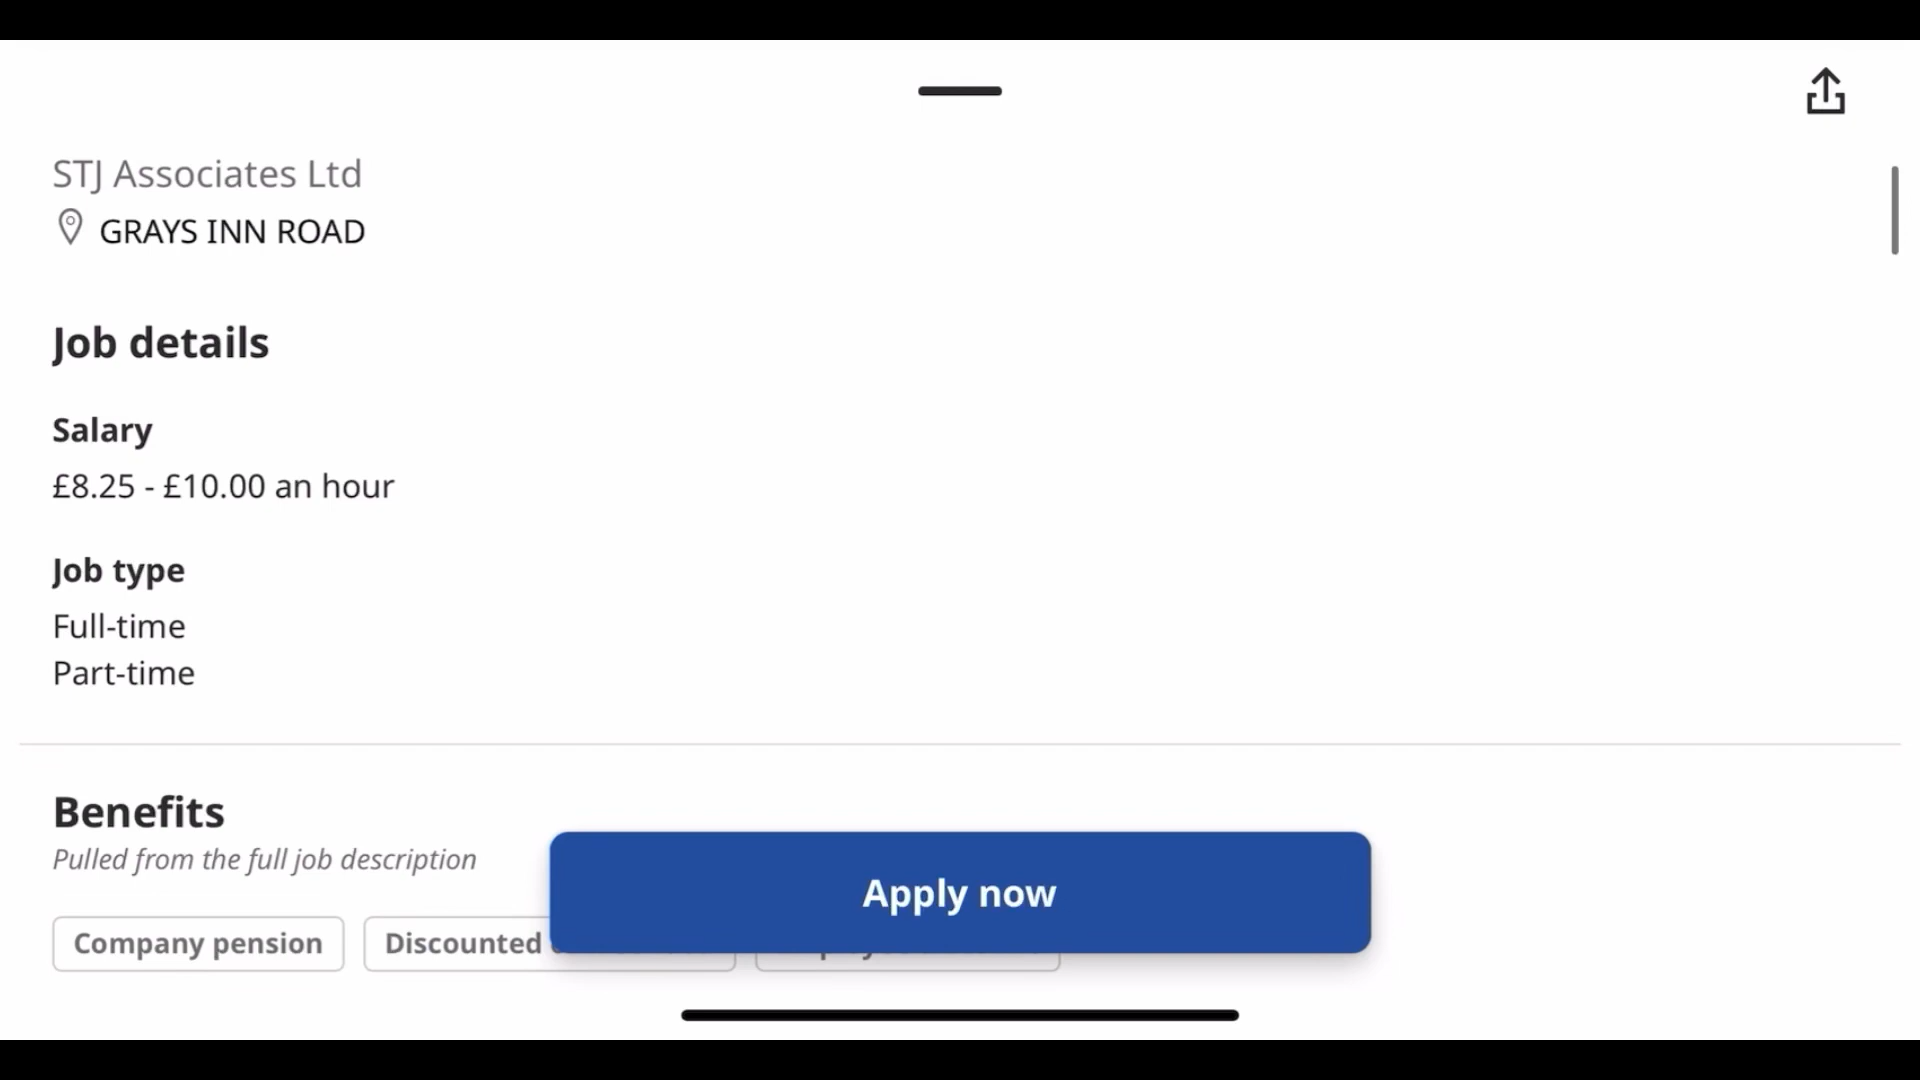 STJ Associates Ltd
GRAYS INN ROAD
Job details
Salary
£8.25 - £10.00 an hour
Job type
Full-time
Part-time
Benefits
Pulled from the full job description
Apply now
Company pension
Discounted